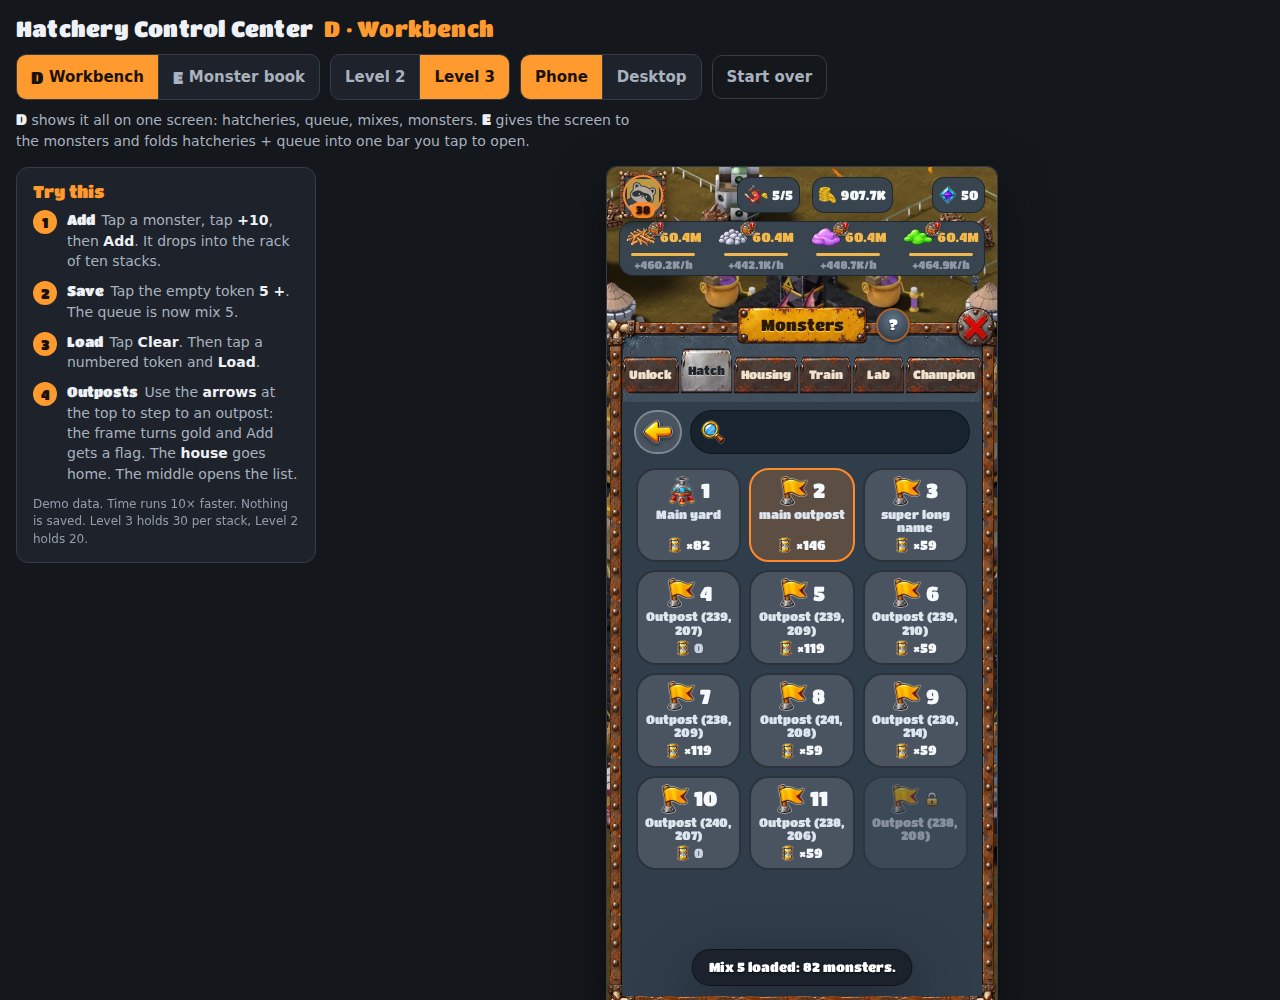 Hatchery Control Center D · Workbench
D Workbench E Monster book Level 2 Level 3 Phone Desktop Start over
D shows it all on one screen: hatcheries, queue, mixes, monsters. E gives the screen to
the monsters and folds hatcheries + queue into one bar you tap to open.
Try this
1 Add Tap a monster, tap +10,
then Add. It drops into the rack
of ten stacks.
2 Save Tap the empty token 5 +.
The queue is now mix 5.
3 Load Tap Clear. Then tap a
numbered token and Load.
4 Outposts Use the arrows at
the top to step to an outpost:
the frame turns gold and Add
gets a flag. The house goes
home. The middle opens the list.
Demo data. Time runs 10× faster. Nothing
is saved. Level 3 holds 30 per stack, Level 2
holds 20.
30 5/5 907.7K 50
60.4M 60.4M 60.4M 60.4M
+460.2K/h +442.1K/h +448.7K/h +464.9K/h
Monsters ?
Unlock Hatch Housing Train Lab Champion
1 2 3
Main yard main outpost super long
name
×82 ×146 ×59
4 5 6
Outpost (239, Outpost (239, Outpost (239,
207) 209) 210)
0 ×119 ×59
7 8 9
Outpost (238, Outpost (241, Outpost (230,
209) 208) 214)
×119 ×59 ×59
10 11
Outpost (240, Outpost (238, Outpost (238,
207) 206) 208)
0 ×59
Mix 5 loaded: 82 monsters.